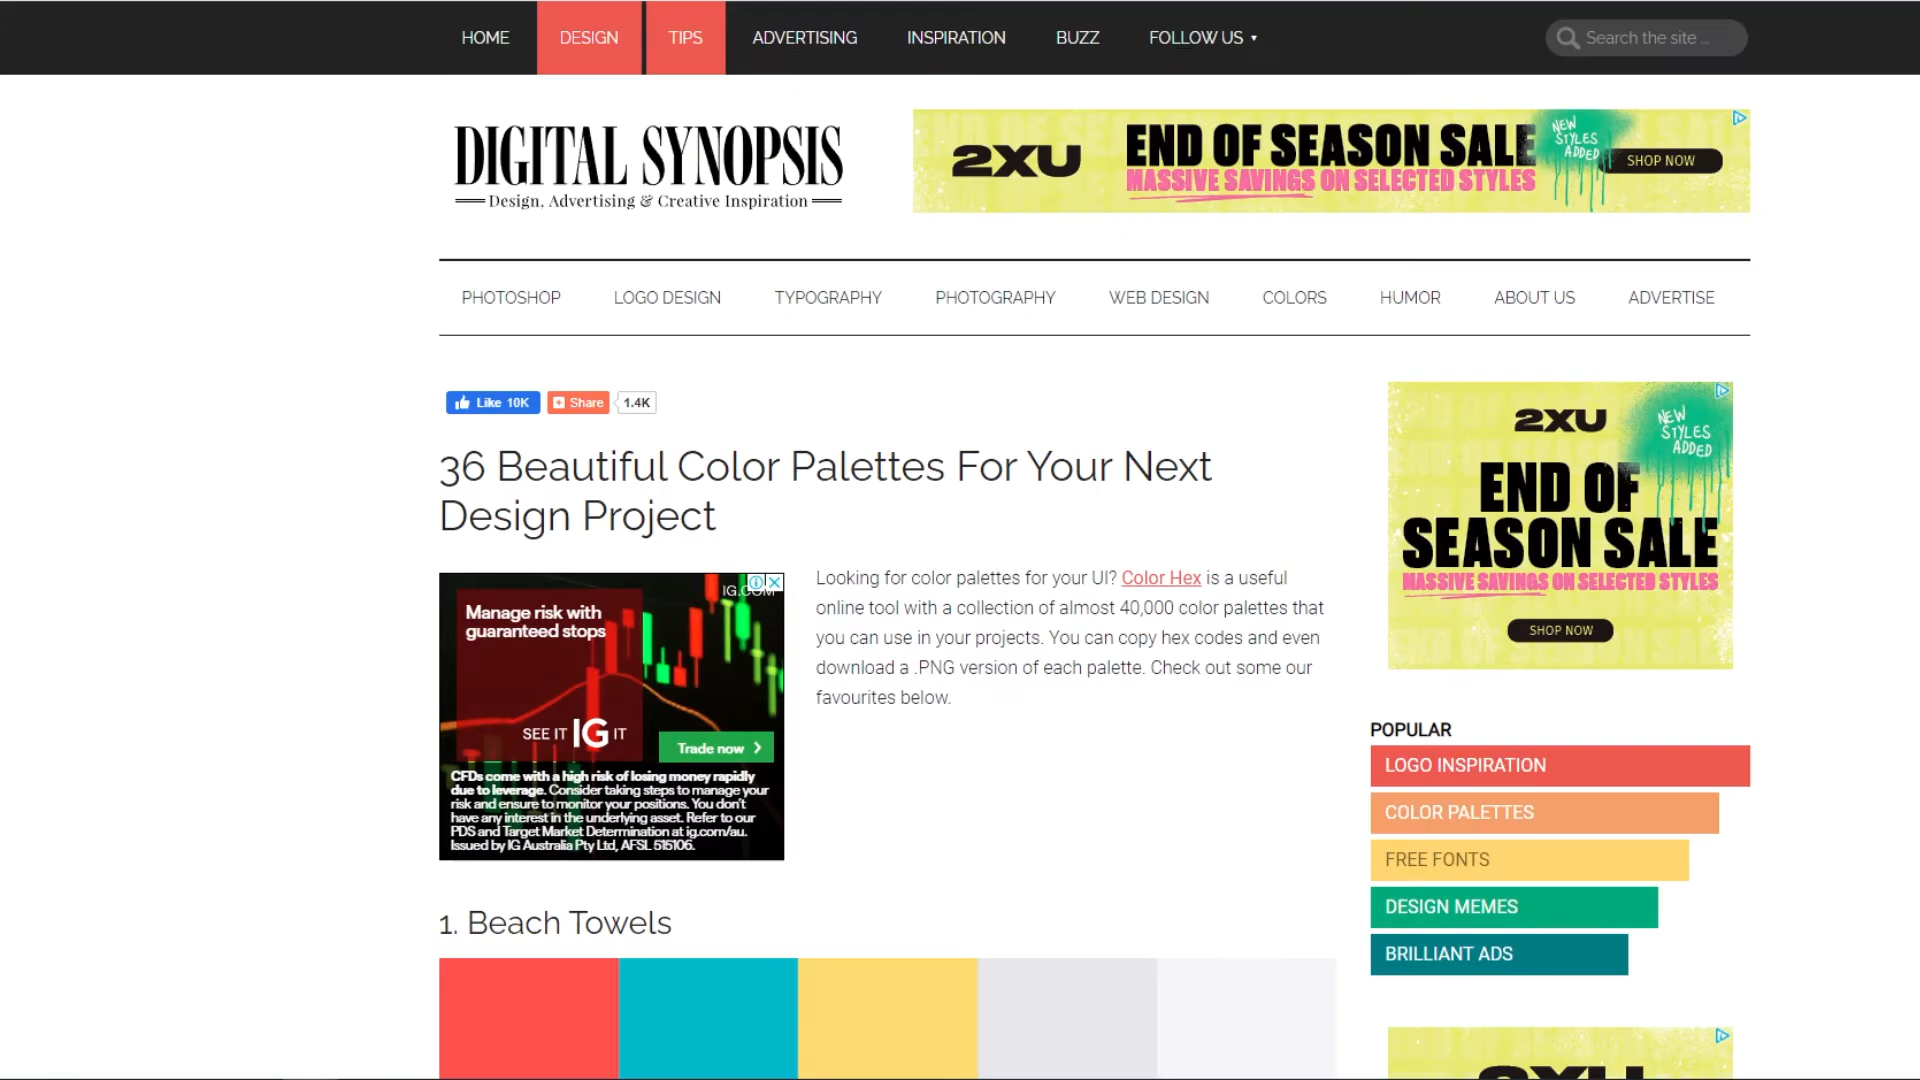 HOME DESIGN TIPS ADVERTISING INSPIRATION BUZZ FOLLOW US ▼ Search the site ...
DIGITAL SYNOPSIS
Design, Advertising & Creative Inspiration
2XU
END OF SEASON SALE
MASSIVE SAVINGS ON SELECTED STYLES
NEW
STYLES
ADDED
SHOP NOW
PHOTOSHOP LOGO DESIGN TYPOGRAPHY PHOTOGRAPHY WEB DESIGN COLORS HUMOR ABOUT US ADVERTISE
Like 10K Share 1.4K
36 Beautiful Color Palettes For Your Next
Design Project
IG.COM
Manage risk with
guaranteed stops
SEE IT IG IT
Trade now
CFDs come with a high risk of losing money rapidly
due to leverage. Consider taking steps to manage your
risk and ensure to monitor your positions. You don't
have any interest in the underlying asset. Refer to our
PDS and Target Market Determination at ig.com/au.
Issued by IG Australia Pty Ltd, AFSL 515106.
Looking for color palettes for your UI? Color Hex is a useful
online tool with a collection of almost 40,000 color palettes that
you can use in your projects. You can copy hex codes and even
download a .PNG version of each palette. Check out some our
favourites below.
1. Beach Towels
2XU
NEW
STYLES
ADDED
END OF
SEASON SALE
MASSIVE SAVINGS ON SELECTED STYLES
SHOP NOW
POPULAR
LOGO INSPIRATION
COLOR PALETTES
FREE FONTS
DESIGN MEMES
BRILLIANT ADS
2XU